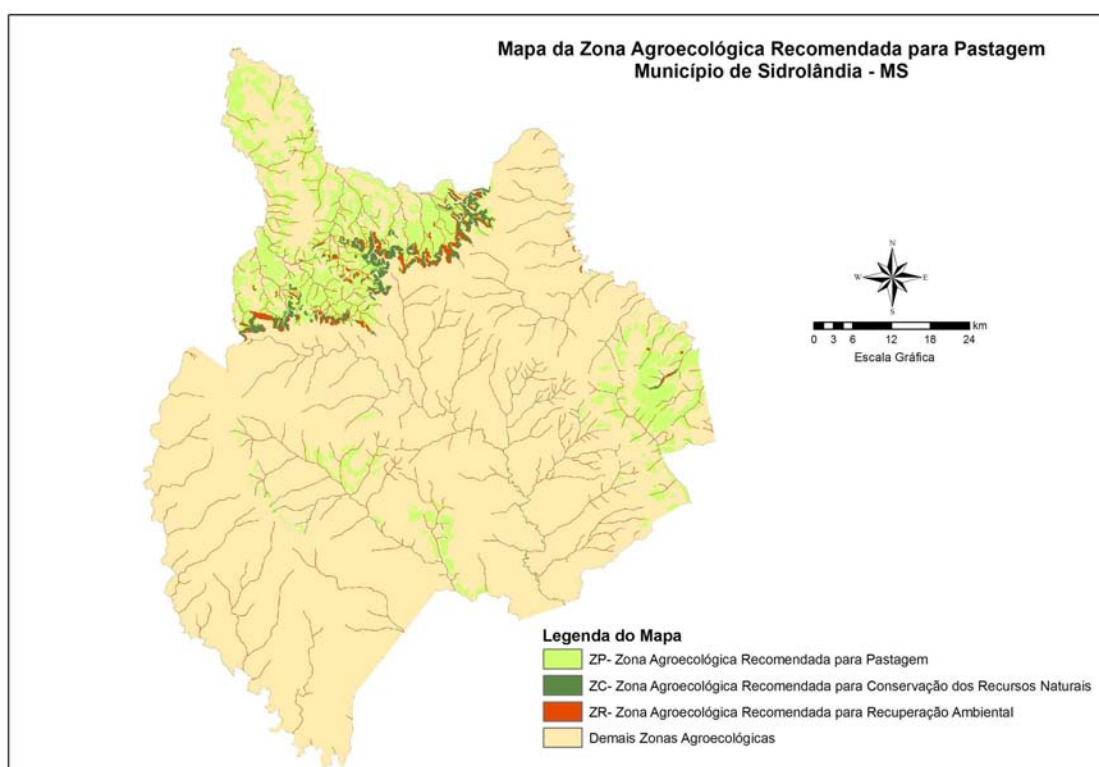 Mapa da Zona Agroecológica Recomendada para Pastagem
Município de Sidrolândia - MS
N
W
E
S
km
0 3 6 12 18 24
Escala Gráfica
Legenda do Mapa
ZP- Zona Agroecológica Recomendada para Pastagem
ZC- Zona Agroecológica Recomendada para Conservação dos Recursos Naturais
ZR- Zona Agroecológica Recomendada para Recuperação Ambiental
Demais Zonas Agroecológicas